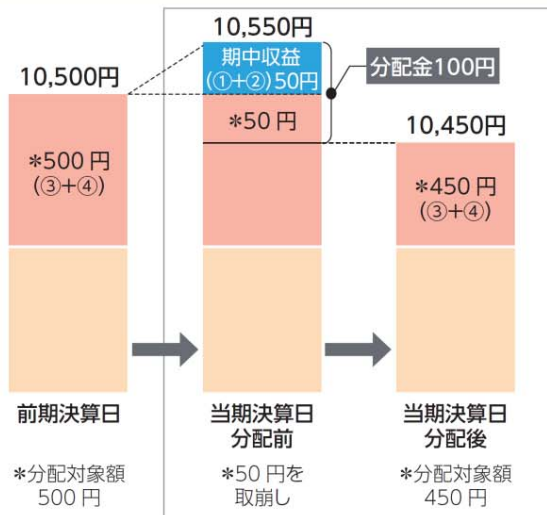 10,550円
期中収益
(①+②)50円
分配金100円
10,500円
*50円
10,450円
*500円
(③+④)
*450円
(③+④)
前期決算日
当期決算日
分配前
当期決算日
分配後
*分配対象額
500円
*50円を
取崩し
*分配対象額
450円